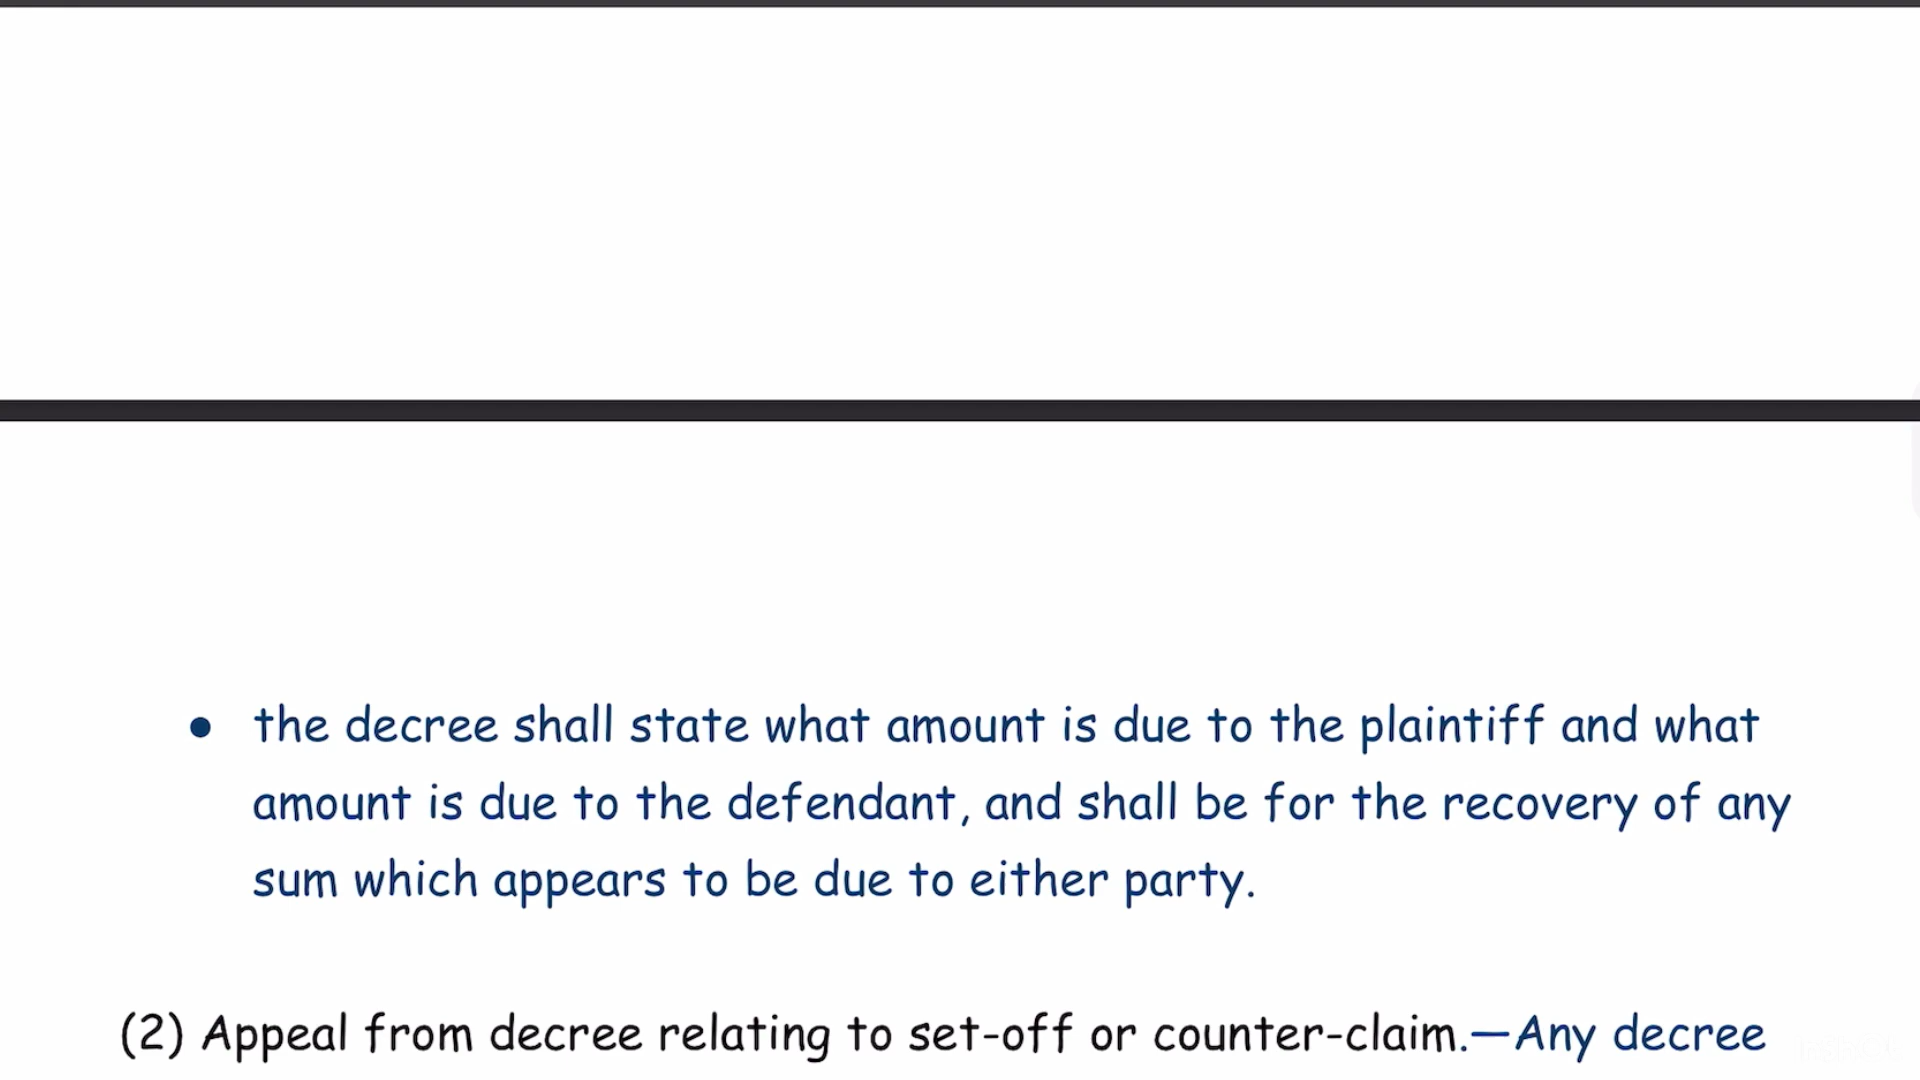 ● the decree shall state what amount is due to the plaintiff and what
amount is due to the defendant, and shall be for the recovery of any
sum which appears to be due to either party.
(2) Appeal from decree relating to set-off or counter-claim.—Any decree